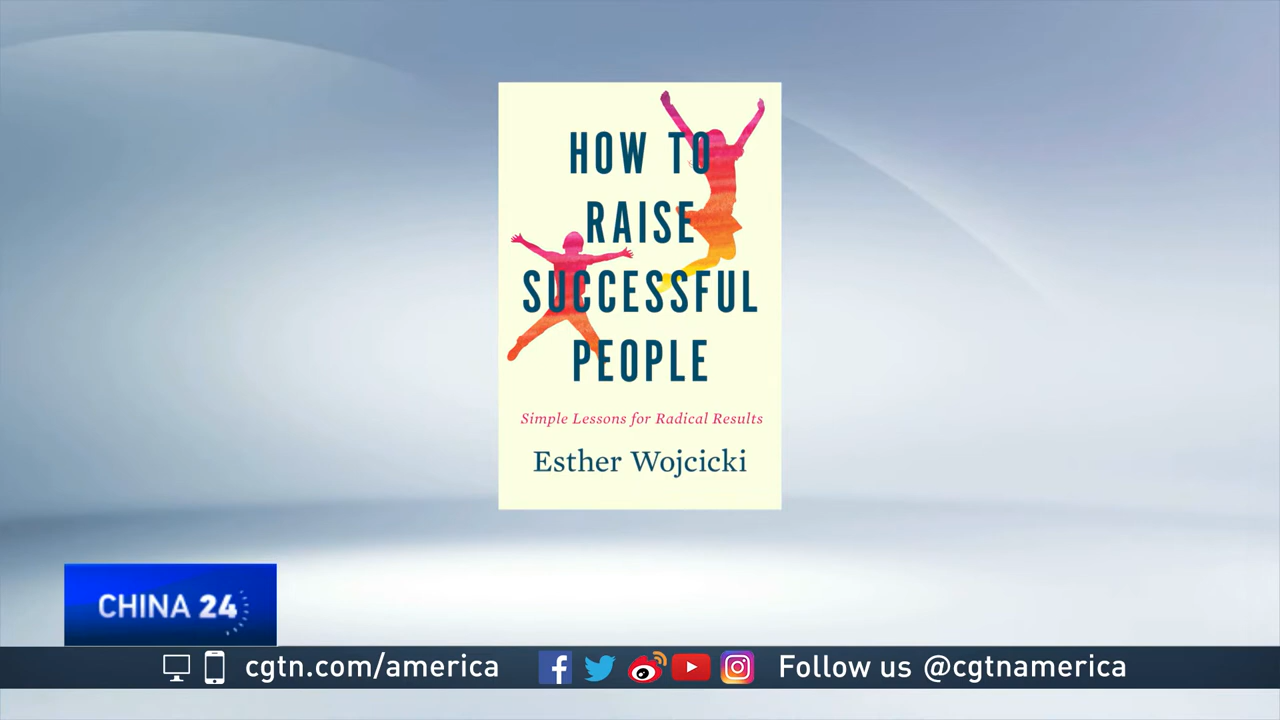 HOW TO
RAISE
SUCCESSFUL
PEOPLE
Simple Lessons for Radical Results
Esther Wojcicki
CHINA 24
cgtn.com/america
Follow us @cgtnamerica